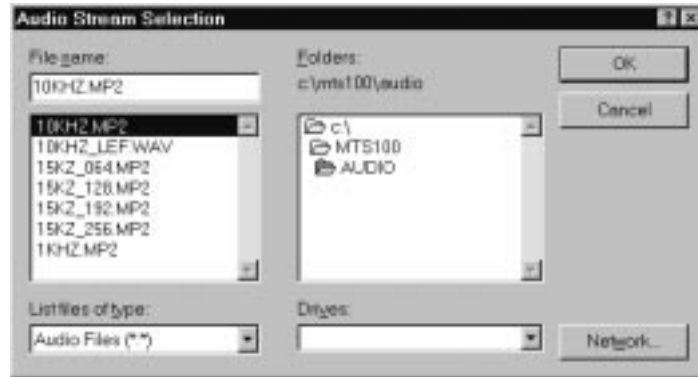 Audio Stream Selection
File name:
10KHZ.MP2
10KHZ.MP2
10KHZ_LEF.WAV
15KZ_064.MP2
15KZ_128.MP2
15KZ_192.MP2
15KZ_256.MP2
1KHZ.MP2
List files of type:
Audio Files (*.*)
Folders:
c:\mts100\audio
c:\
MTS100
AUDIO
Drives:
OK
Cancel
Network...